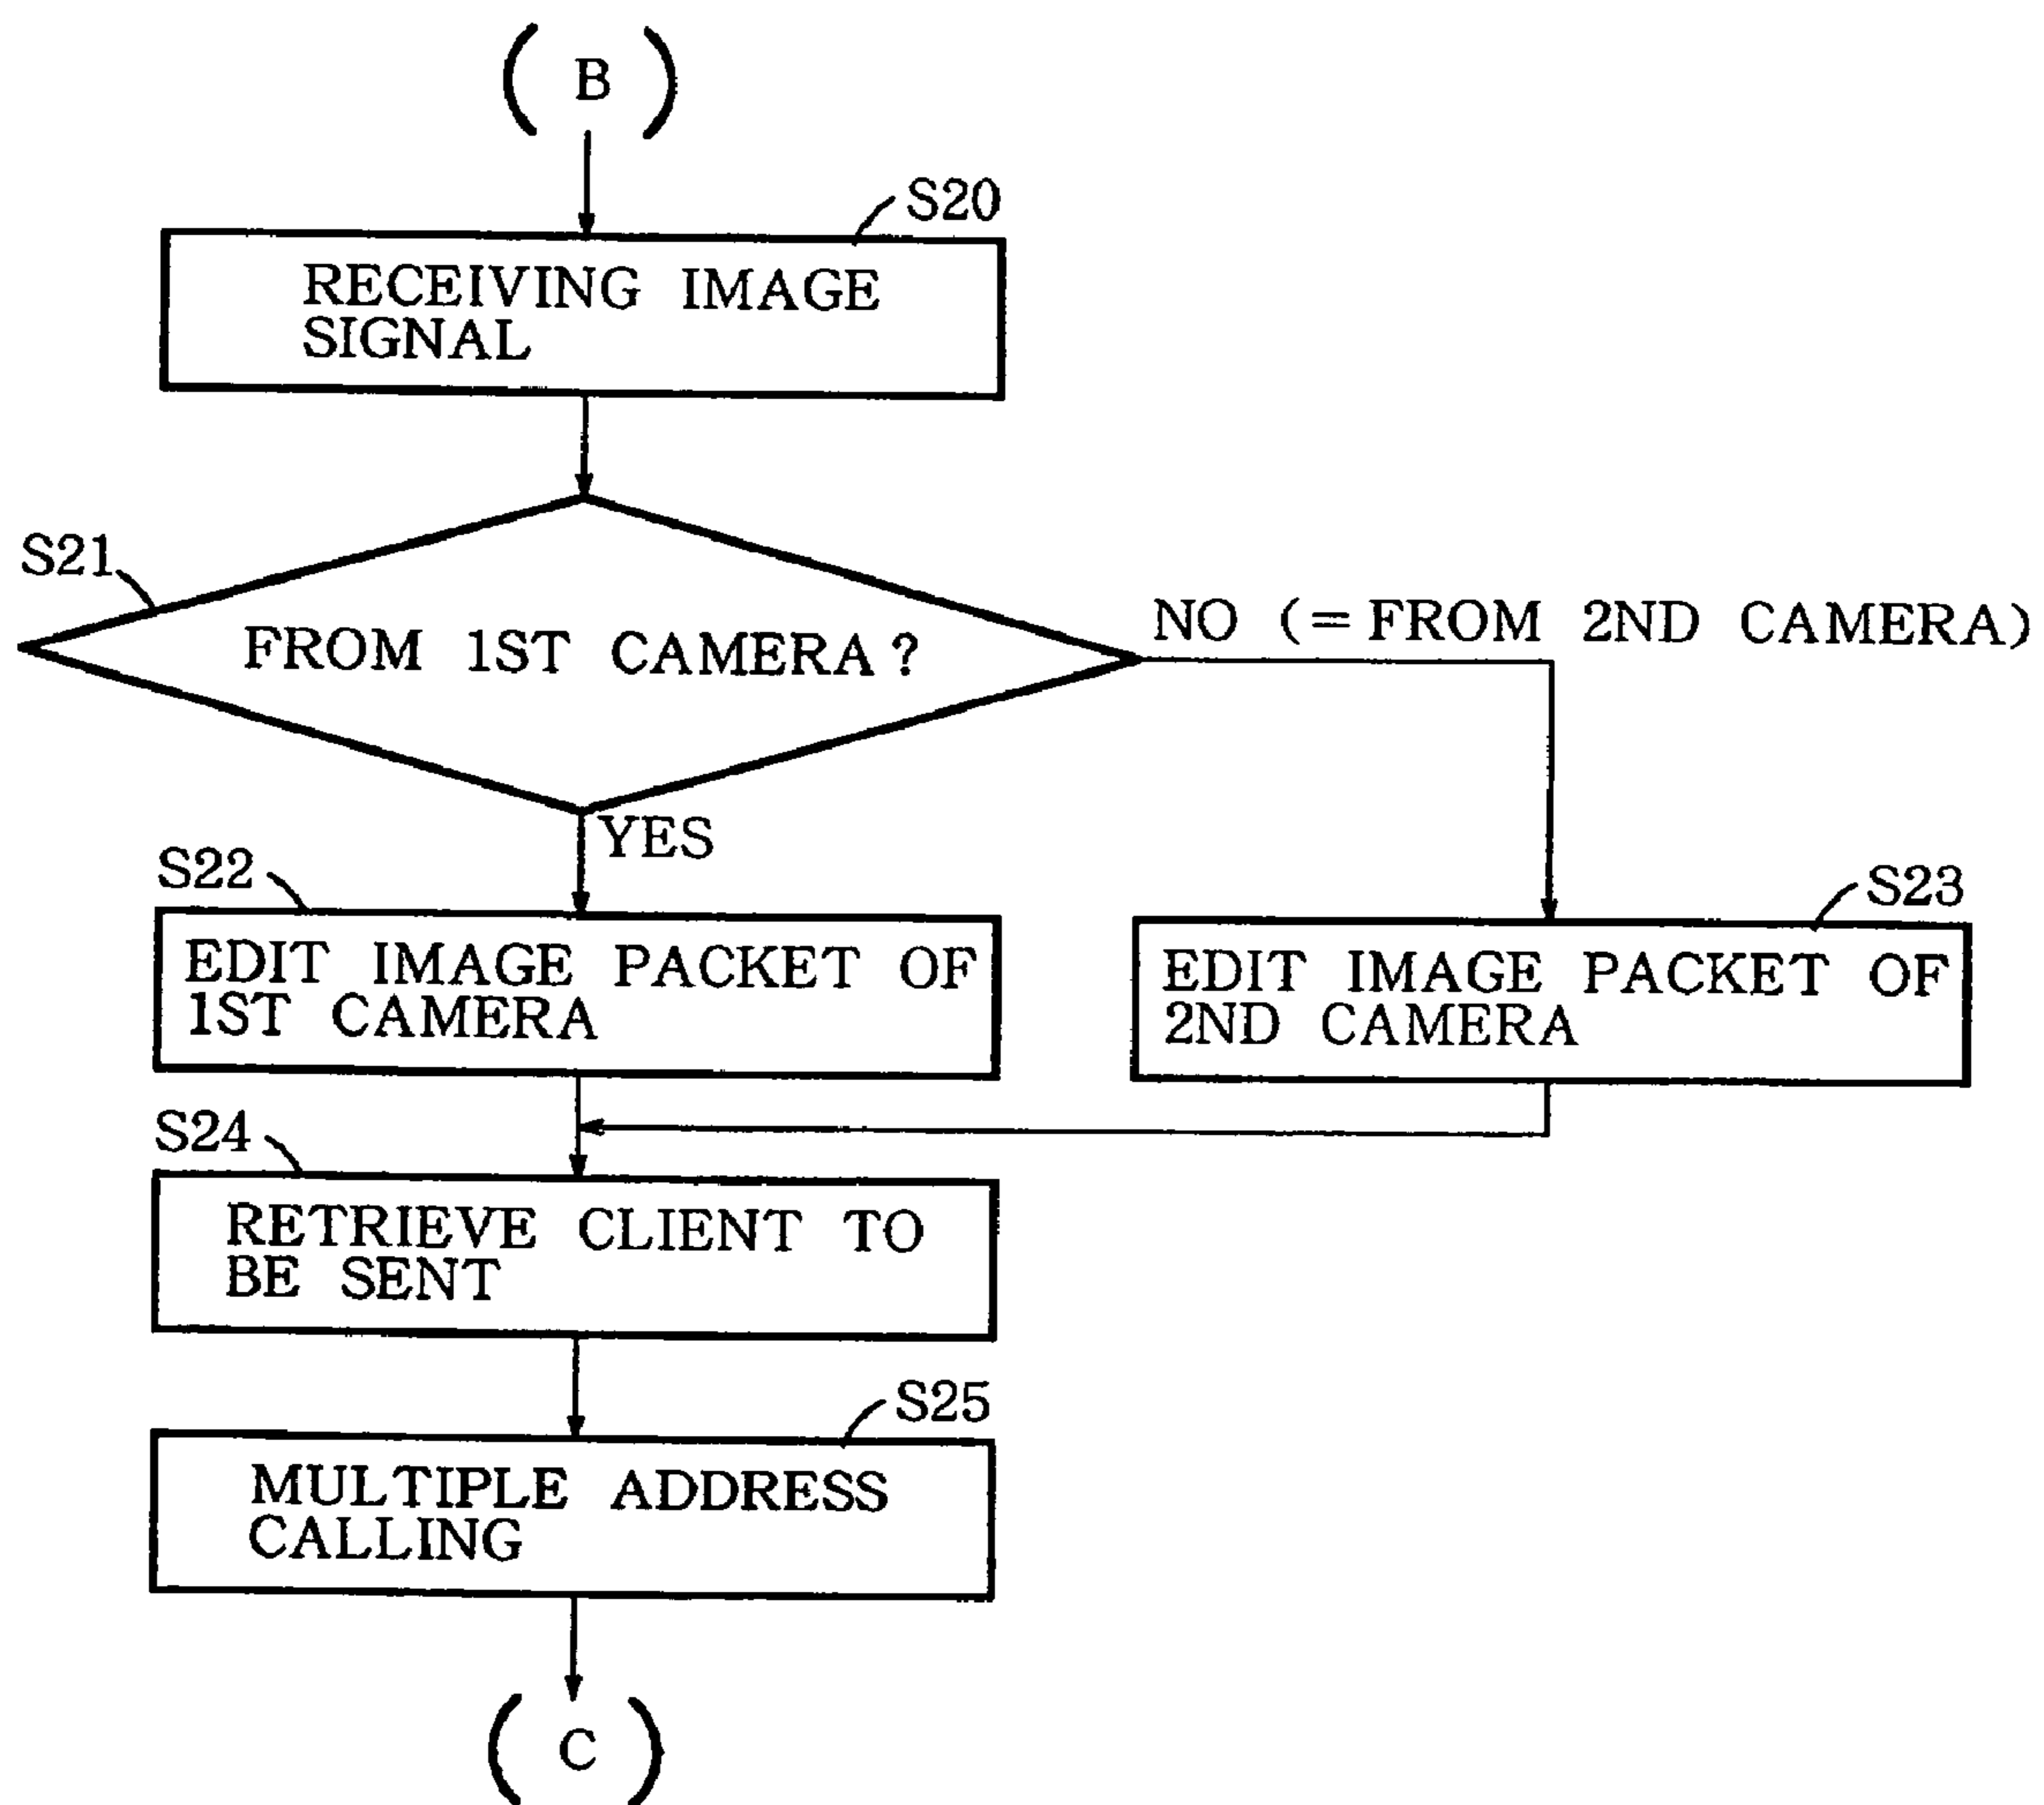 ( B )
S20
RECEIVING IMAGE
SIGNAL
S21
FROM 1ST CAMERA?
NO (=FROM 2ND CAMERA)
YES
S22
EDIT IMAGE PACKET OF
1ST CAMERA
S23
EDIT IMAGE PACKET OF
2ND CAMERA
S24
RETRIEVE CLIENT TO
BE SENT
S25
MULTIPLE ADDRESS
CALLING
( C )